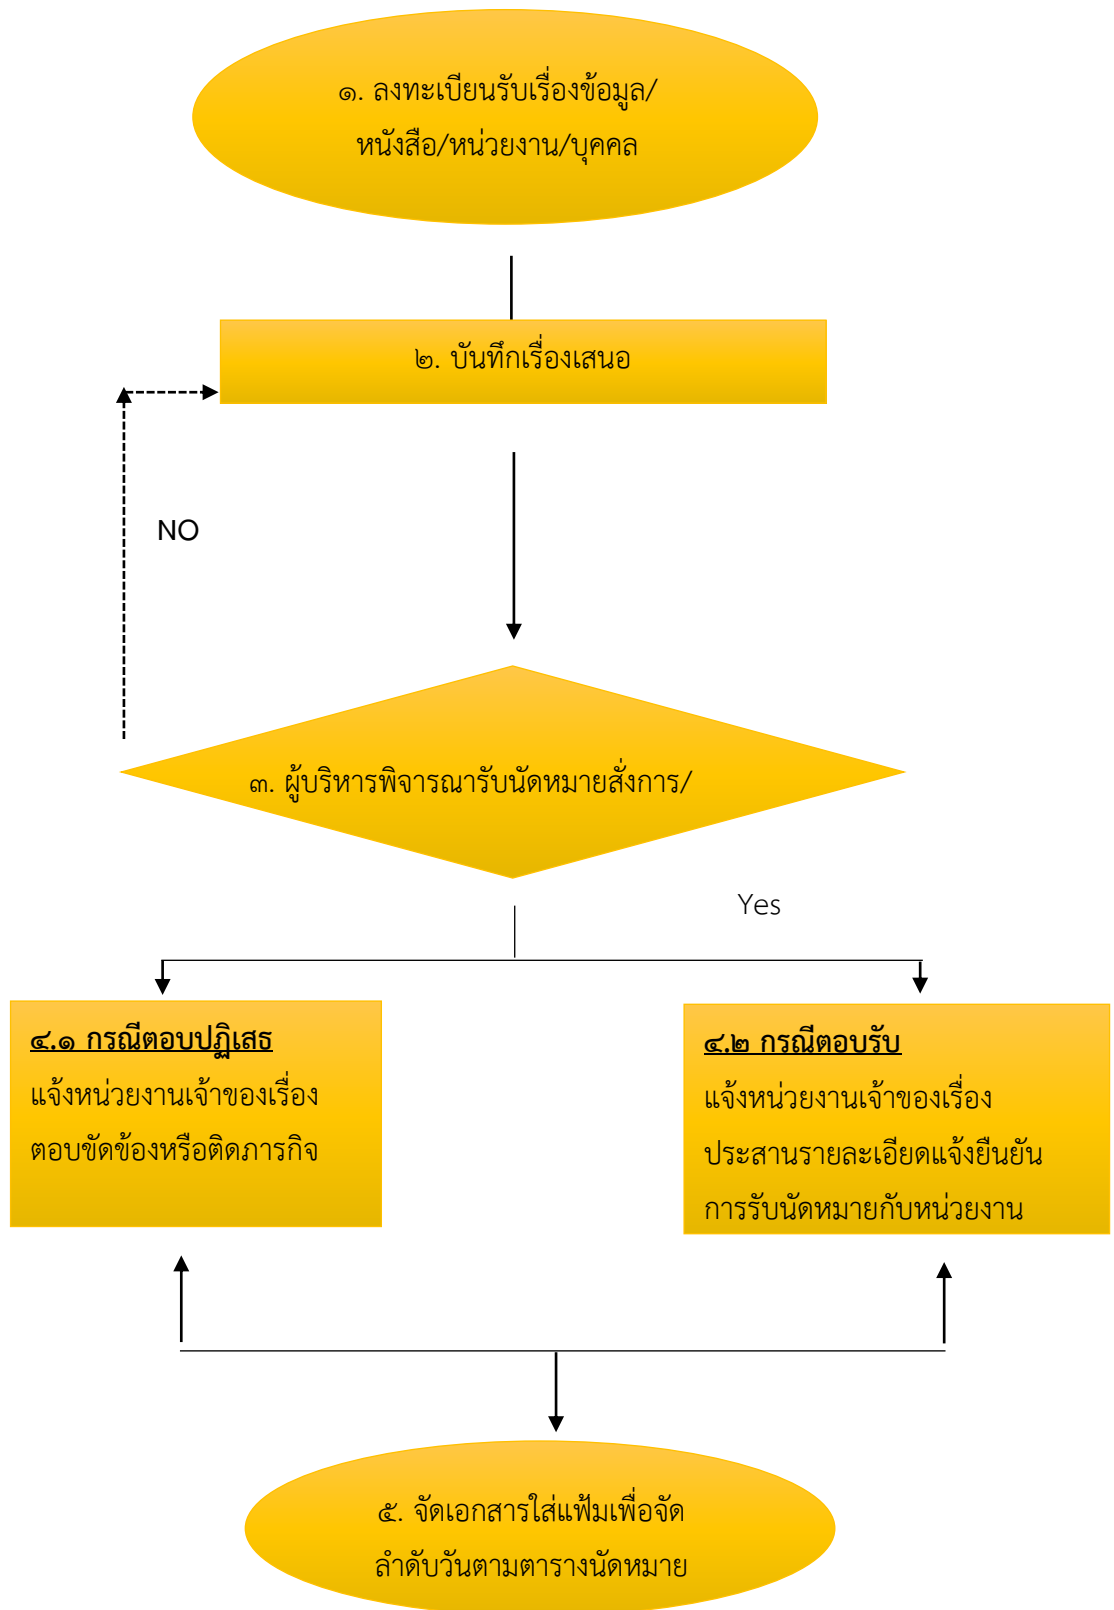 ๑. ลงทะเบียนรับเรื่องข้อมูล/
หนังสือ/หน่วยงาน/บุคคล
๒. บันทึกเรื่องเสนอ
NO
๓. ผู้บริหารพิจารณารับนัดหมายสั่งการ/
Yes
๔.๑ กรณีตอบปฏิเสธ
แจ้งหน่วยงานเจ้าของเรื่อง
ตอบขัดข้องหรือติดภารกิจ
๔.๒ กรณีตอบรับ
แจ้งหน่วยงานเจ้าของเรื่อง
ประสานรายละเอียดแจ้งยืนยัน
การรับนัดหมายกับหน่วยงาน
๕. จัดเอกสารใส่แฟ้มเพื่อจัด
ลำดับวันตามตารางนัดหมาย